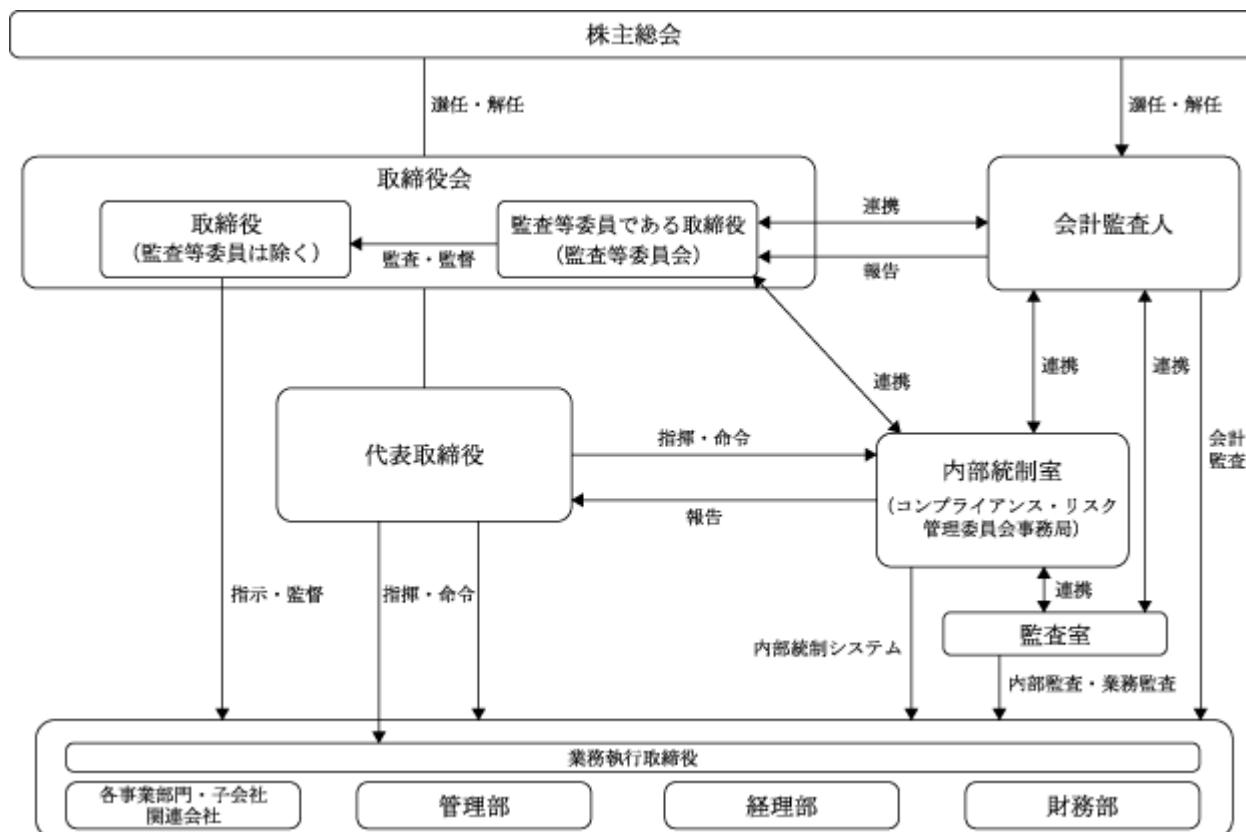 株主総会
選任・解任
選任・解任
取締役会
取締役
（監査等委員は除く）
監査・監督
監査等委員である取締役
（監査等委員会）
連携
報告
会計監査人
連携
連携
連携
会計
監査
代表取締役
指揮・命令
報告
内部統制室
（コンプライアンス・リスク
管理委員会事務局）
指示・監督
指揮・命令
連携
監査室
内部統制システム
内部監査・業務監査
業務執行取締役
各事業部門・子会社
関連会社
管理部
経理部
財務部